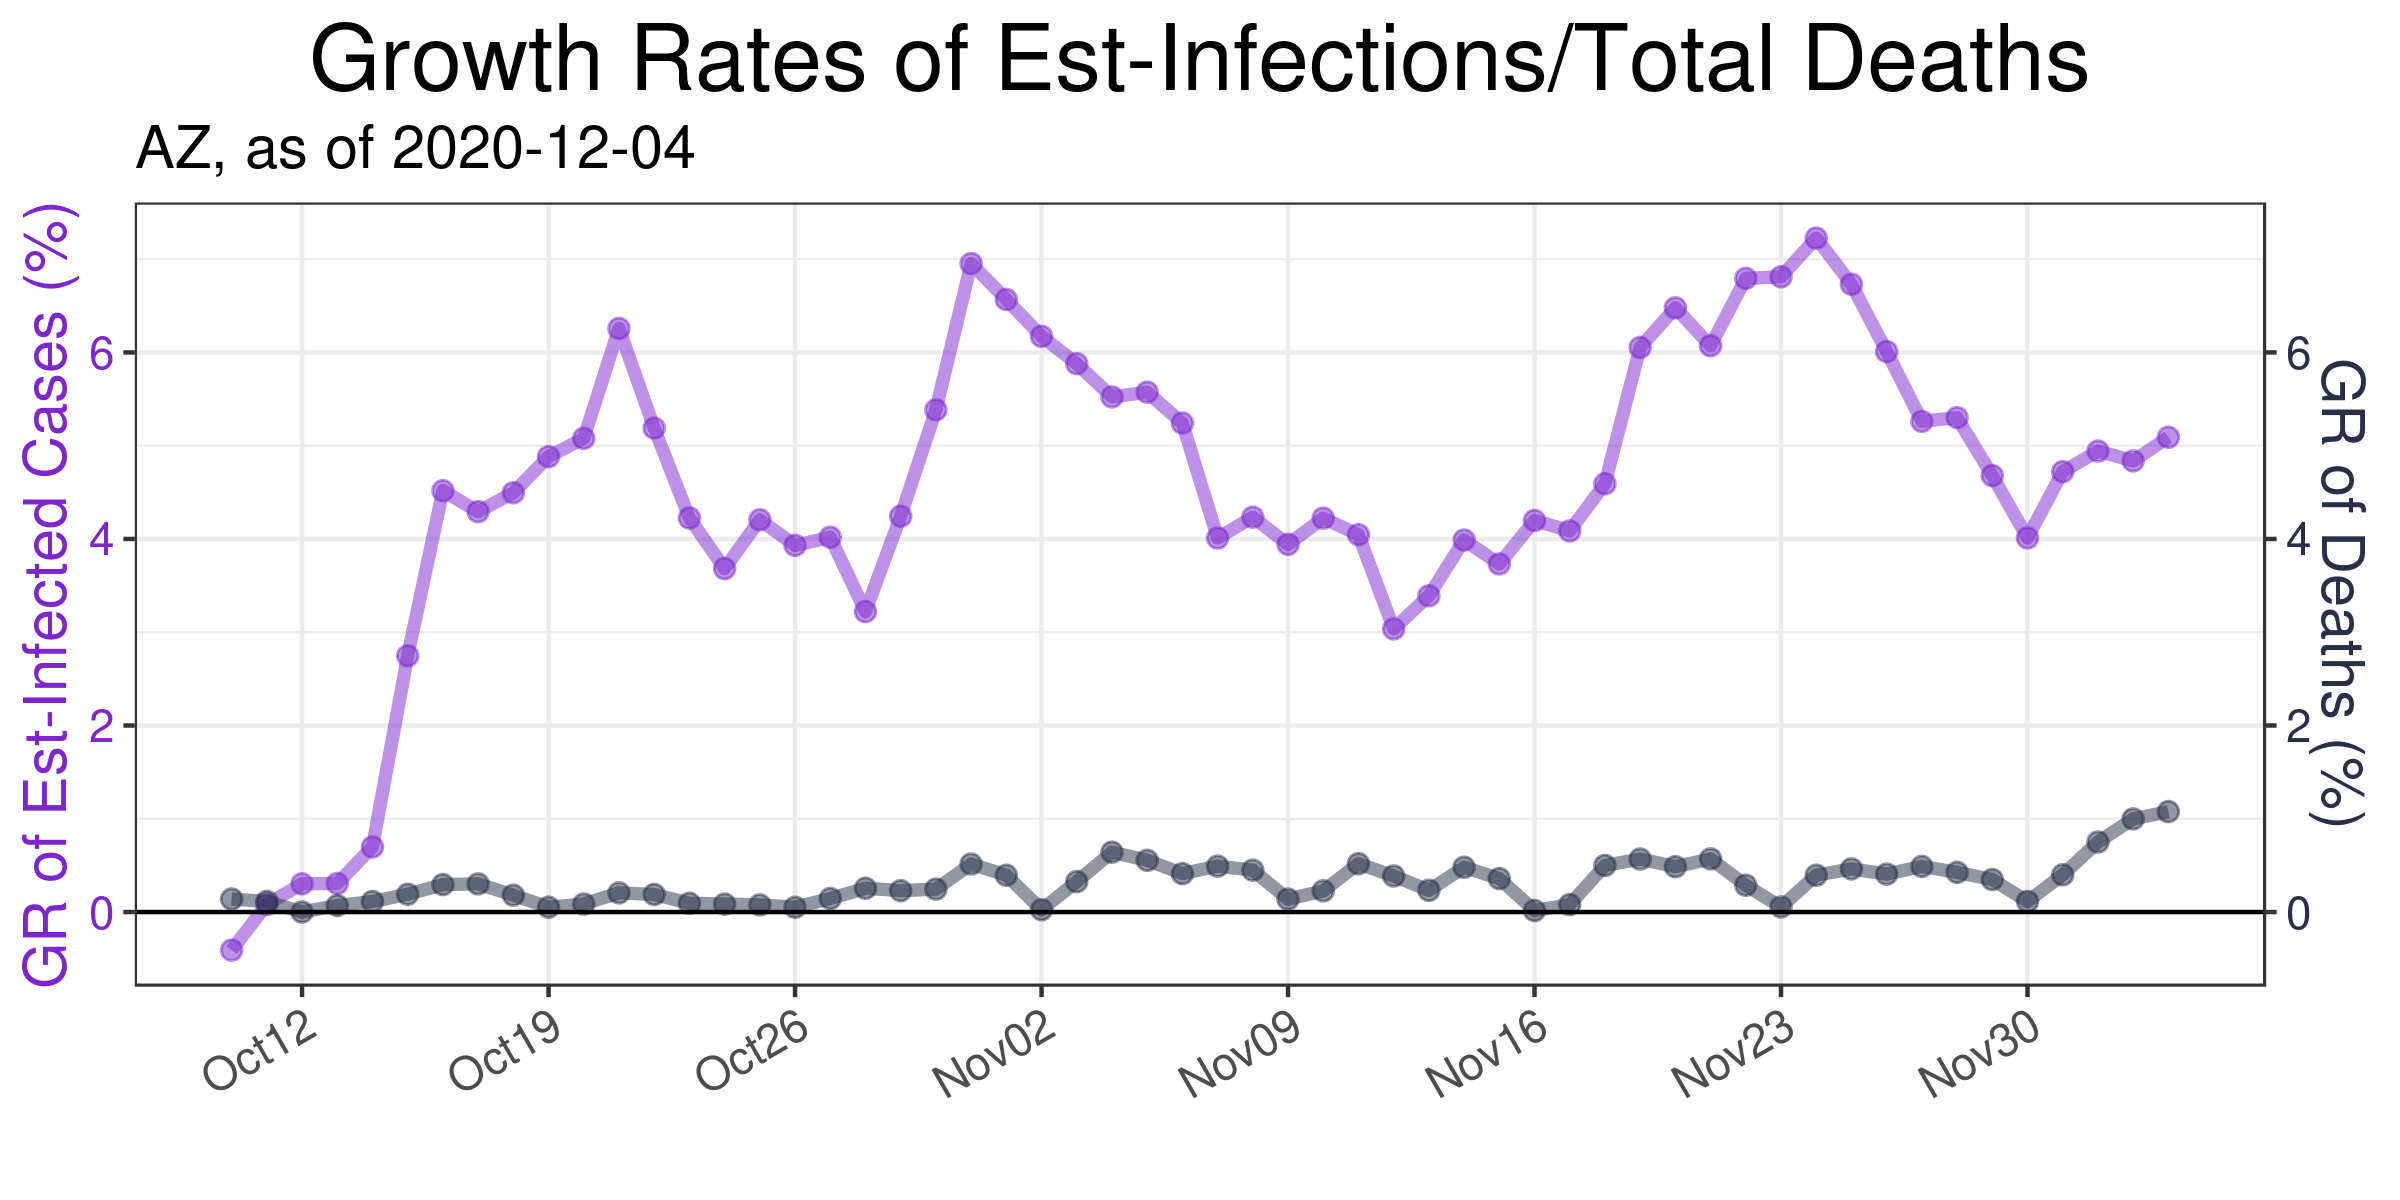 Growth Rates of Est-Infections/Total Deaths
AZ, as of 2020-12-04
GR of Est-Infected Cases (%)
6
4
2
0
6
4
2
0
GR of Deaths (%)
Oct12
Oct19
Oct26
Nov02
Nov09
Nov16
Nov23
Nov30